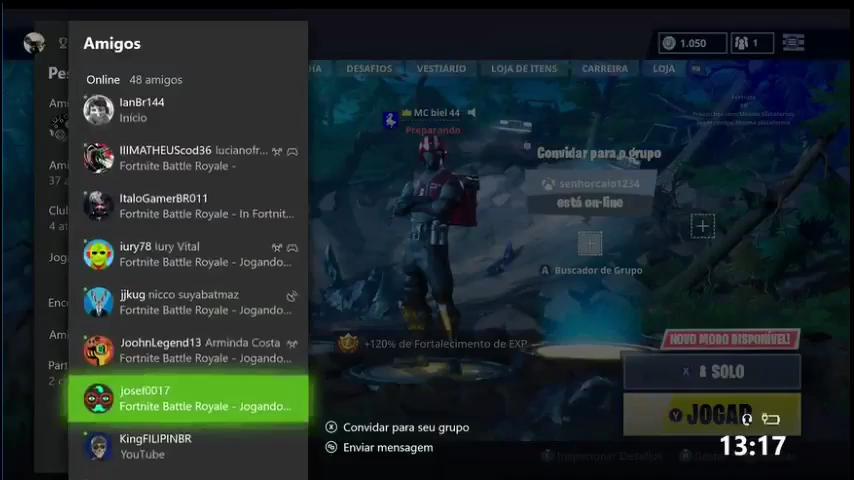 Amigos
Online 48 amigos
IanBr144
Início
IIIMATHEUScod36 lucianofr...
Fortnite Battle Royale -
ItaloGamerBR011
Fortnite Battle Royale - In Fortnit...
iury78 Iury Vital
Fortnite Battle Royale - Jogando...
jjkug nicco suyabatmaz
Fortnite Battle Royale - Jogando...
JoohnLegend13 Arminda Costa
Fortnite Battle Royale - Jogando...
josef0017
Fortnite Battle Royale - Jogando...
KingFILIPINBR
YouTube
1.050
1
DESAFIOS
VESTIÁRIO
LOJA DE ITENS
CARREIRA
LOJA
MC biel 44
Preparando
Convidar para o grupo
senhorcaio1234
está on-line
A Buscador de Grupo
+120% de Fortalecimento de EXP
NOVO MODO DISPONÍVEL!
X SOLO
Y JOGAR
X Convidar para seu grupo
Enviar mensagem
13:17